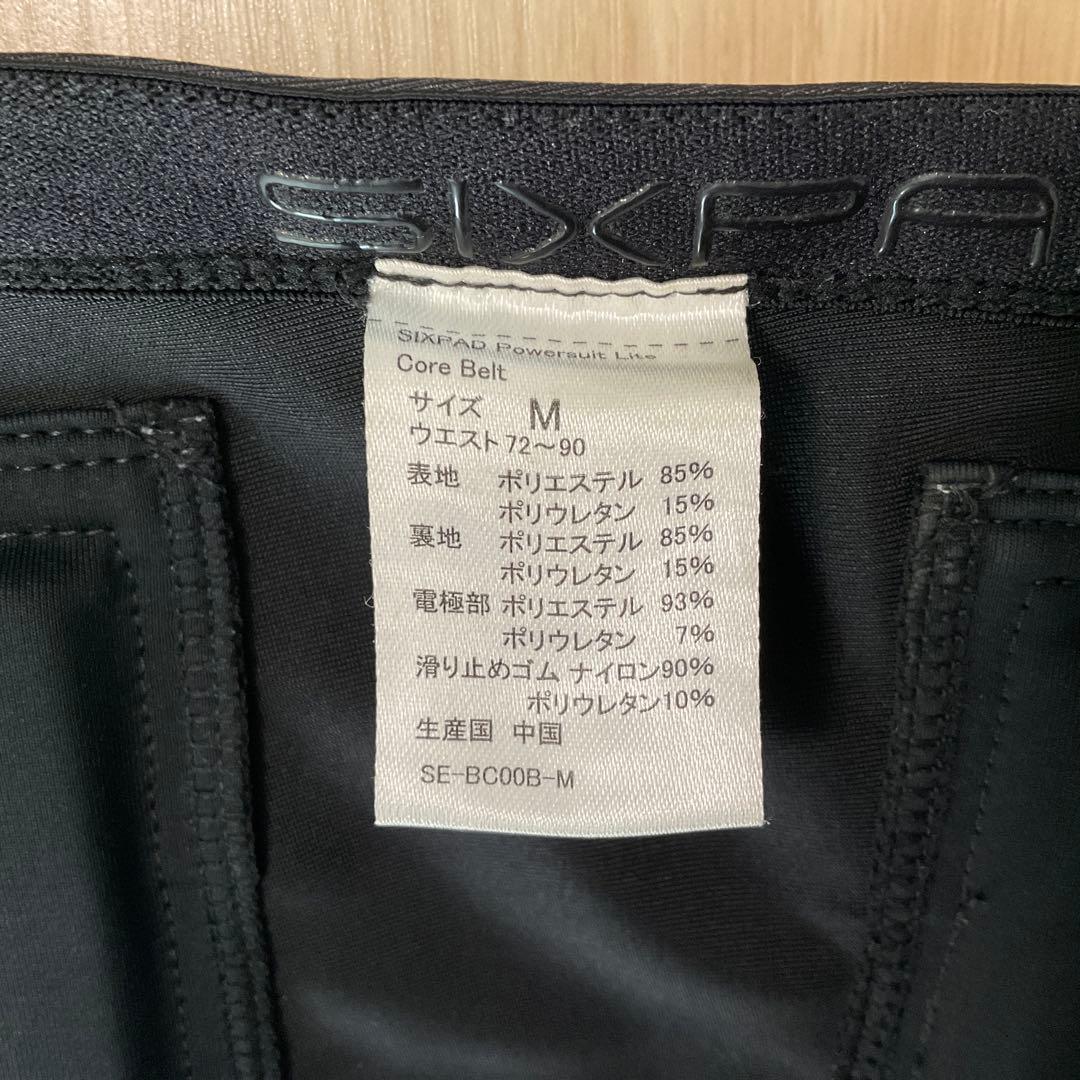 SIXPA
SIXPAD Powersuit Lite
Core Belt
サイズ M
ウエスト72～90
表地 ポリエステル 85%
ポリウレタン 15%
裏地 ポリエステル 85%
ポリウレタン 15%
電極部 ポリエステル 93%
ポリウレタン 7%
滑り止めゴム ナイロン90%
ポリウレタン10%
生産国 中国
SE-BC00B-M